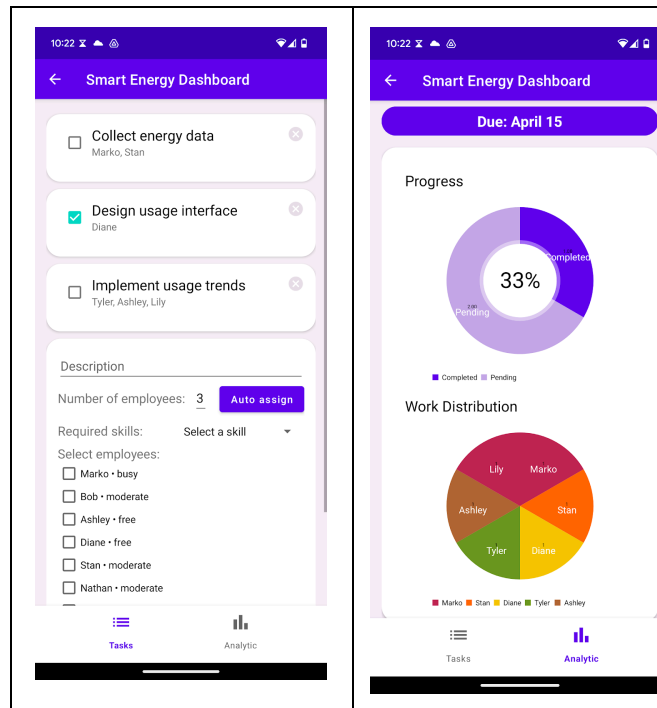 10:22
Smart Energy Dashboard
Collect energy data
Marko, Stan
Design usage interface
Diane
Implement usage trends
Tyler, Ashley, Lily
Description
Number of employees: 3 Auto assign
Required skills: Select a skill
Select employees:
Marko • busy
Bob • moderate
Ashley • free
Diane • free
Stan • moderate
Nathan • moderate
Tasks Analytic
10:22
Smart Energy Dashboard
Due: April 15
Progress
Completed
33%
2.00
Pending
Completed Pending
Work Distribution
Lily Marko
Ashley Stan
Tyler Diane
Marko Stan Diane Tyler Ashley
Tasks Analytic